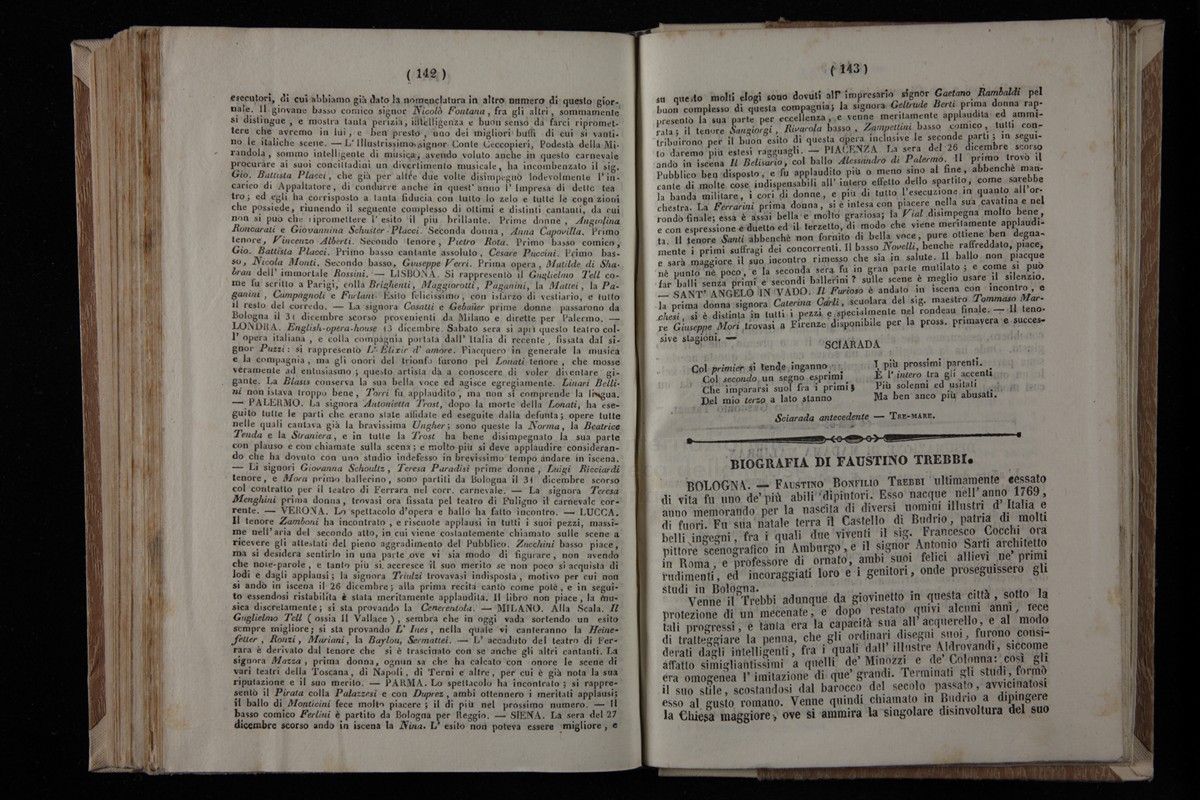 ( 142 )
esecutori, di cui abbiamo già dato la nomenclatura in altro numero di questo gior-
nale. Il giovane basso comico signor Nicolò Fontana, fra gli altri, sommamente
si distingue, e mostra tanta perizia, intelligenza e buon senso da farci ripromet-
tere che avremo in lui, e ben presto, uno dei migliori buffi di cui si vanti-
no le italiche scene. — L' Illustrissimo signor Conte Ceccopieri, Podestà della Mi-
randola, sommo intelligente di musica, avendo voluto anche in questo carnevale
procurare ai suoi concittadini un divertimento musicale, ha incombenzato il sig.
Gio. Battista Placci, che già per altre due volte disimpegnò lodevolmente l' in-
carico di Appaltatore, di condurre anche in quest' anno l' Impresa di detto tea
tro; ed egli ha corrisposto a tanta fiducia con tutto lo zelo e tutte le cognizioni
che possiede, riunendo il seguente complesso di ottimi e distinti cantanti, da cui
non si può che ripromettere l' esito il più brillante. Prime donne, Angiolina
Roncarati e Giovannina Schuster-Placci. Seconda donna, Anna Capovilla. Primo
tenore, Vincenzo Alberti. Secondo tenore, Pietro Rota. Primo basso comico,
Gio. Battista Placci. Primo basso cantante assoluto, Cesare Puccini. Primo bas-
so, Nicola Monti. Secondo basso, Giuseppe Verri. Prima opera, Matilde di Sha-
bran dell' immortale Rossini. — LISBONA. Si rappresentò il Guglielmo Tell co-
me fu scritto a Parigi, colla Brighenti, Maggiorotti, Paganini, la Mattei, la Pa-
ganini, Campagnoli e Furlani. Esito felicissimo, con isfarzo di vestiario, e tutto
il resto del corredo. — La signora Cosatti e Gebaüer prime donne passarono da
Bologna il 31 dicembre scorso provenienti da Milano e dirette per Palermo. —
LONDRA. English-opera-house 13 dicembre. Sabato sera si aprì questo teatro col-
l' opera italiana, e colla compagnia portata dall' Italia di recente, fissata dal si-
gnor Puzzi: si rappresentò L' Elixir d' amore. Piacquero in generale la musica
e la compagnia, ma gli onori del trionfo furono pel Lonati tenore, che mosse
veramente ad entusiasmo; questo artista dà a conoscere di voler diventare gi-
gante. La Blasis conserva la sua bella voce ed agisce egregiamente. Linari Belli-
ni non istava troppo bene, Torri fu applaudito, ma non si comprende la lingua.
— PALERMO. La signora Antonietta Trost, dopo la morte della Lonati, ha ese-
guito tutte le parti che erano state affidate ed eseguite dalla defunta; opere tutte
nelle quali cantava già la bravissima Ungher: sono queste la Norma, la Beatrice
Tenda e la Straniera, e in tutte la Trost ha bene disimpegnato la sua parte
con plauso e con chiamate sulla scena; e molto più si deve applaudire consideran-
do che ha dovuto con uno studio indefesso in brevissimo tempo andare in iscena.
— Li signori Giovanna Schoultz, Teresa Paradisi prime donne, Luigi Ricciardi
tenore, e Mora primo ballerino, sono partiti da Bologna il 31 dicembre scorso
col contratto per il teatro di Ferrara nel corr. carnevale. — La signora Teresa
Menghini prima donna, trovasi ora fissata pel teatro di Fuligno il carnevale cor-
rente. — VERONA. Lo spettacolo d'opera e ballo ha fatto incontro. — LUCCA.
Il tenore Zamboni ha incontrato, e riscuote applausi in tutti i suoi pezzi, massi-
me nell'aria del secondo atto, in cui viene costantemente chiamato sulle scene a
ricevere gli attestati del pieno aggradimento del Pubblico. Zucchini basso piace,
ma si desidera sentirlo in una parte ove vi sia modo di figurare, non avendo
che note-parole, e tanto più si accresce il suo merito se non poco si acquista di
lodi e dagli applausi; la signora Triulzi trovavasi indisposta, motivo per cui non
si andò in iscena il 26 dicembre; alla prima recita cantò come potè, e in segui-
to essendosi ristabilita è stata meritamente applaudita. Il libro non piace, la mu-
sica discretamente; si sta provando la Cenerentola. — MILANO. Alla Scala. Il
Guglielmo Tell (ossia Il Vallace), sembra che in oggi vada sortendo un esito
sempre migliore; si sta provando L' Ines, nella quale vi canteranno la Heine-
fetter, Ronzi, Mariani, la Baylou, Sermattei. — L' accaduto del teatro di Fer-
rara è derivato dal tenore che si è trascinato con se anche gli altri cantanti. La
signora Mazza, prima donna, ognun sa che ha calcato con onore le scene di
vari teatri della Toscana, di Napoli, di Terni e altre, per cui è già nota la sua
riputazione e il suo merito. — PARMA. Lo spettacolo ha incontrato; si rappre-
sentò il Pirata colla Palazzesi e con Duprez, ambi ottennero i meritati applausi;
il ballo di Monticini fece molto piacere; il di più nel prossimo numero. — Il
basso comico Ferlini è partito da Bologna per Reggio. — SIENA. La sera del 27
dicembre scorso andò in iscena la Nina. L' esito non poteva essere migliore, e
( 143 )
su questo molti elogi sono dovuti all' impresario signor Gaetano Rambaldi pel
buon complesso di questa compagnia; la signora Geltrude Berti prima donna rap-
presentò la sua parte per eccellenza, e venne meritamente applaudita ed ammi-
rata; il tenore Sangiorgi, Rivarola basso, Zampettini basso comico, tutti con-
tribuirono per il buon esito di questa opera inclusive le seconde parti; in segui-
to daremo più estesi ragguagli. — PIACENZA La sera del 26 dicembre scorso
andò in iscena Il Belisario, col ballo Alessandro di Palermo. Il primo trovò il
Pubblico ben disposto, e fu applaudito più o meno sino al fine, abbenchè man-
cante di molte cose indispensabili all' intero effetto dello spartito, come sarebbe
la banda militare, i cori di donne, e più di tutto l'esecuzione in quanto all'or-
chestra. La Ferrarini prima donna, si è intesa con piacere nella sua cavatina e nel
rondò finale; essa è assai bella e molto graziosa; la Vial disimpegna molto bene,
e con espressione e duetto ed il terzetto, di modo che viene meritamente applaudi-
ta. Il tenore Santi abbenchè non fornito di bella voce, pure ottiene ben degna-
mente i primi suffragi dei concorrenti. Il basso Novelli, benche raffreddato, piace,
e sarà maggiore il suo incontro rimesso che sia in salute. Il ballo non piacque
nè punto nè poco, e la seconda sera fu in gran parte mutilato; e come si può
far balli senza primi e secondi ballerini? sulle scene è meglio usare il silenzio.
— SANT' ANGELO IN VADO. Il Furioso è andato in iscena con incontro, e
la prima donna signora Caterina Carli, scuolara del sig. maestro Tommaso Mar-
chesi, si è distinta in tutti i pezzi e specialmente nel rondeau finale. — Il teno-
re Giuseppe Mori trovasi a Firenze disponibile per la pross. primavera e succes-
sive stagioni. —
SCIARADA
Col primier si tende inganno
Col secondo un segno esprimi
Che impararsi suol fra i primi
Del mio terzo a lato stanno
I più prossimi parenti.
E l' intero tra gli accenti
Più solenni ed usitati
Ma ben anco più abusati.
Sciarada antecedente — TRE-MARE.
BIOGRAFIA DI FAUSTINO TREBBI.
BOLOGNA. — FAUSTINO BONFILIO TREBBI ultimamente cessato
di vita fu uno de' più abili dipintori. Esso nacque nell'anno 1769,
anno memorando per la nascita di diversi uomini illustri d' Italia e
di fuori. Fu sua natale terra il Castello di Budrio, patria di molti
belli ingegni, fra i quali due viventi il sig. Francesco Cocchi ora
pittore scenografico in Amburgo, e il signor Antonio Sarti architetto
in Roma, e professore di ornato, ambi suoi felici allievi ne' primi
rudimenti, ed incoraggiati loro e i genitori, onde proseguissero gli
studi in Bologna.
Venne il Trebbi adunque da giovinetto in questa città, sotto la
protezione di un mecenate, e dopo restato quivi alcuni anni, fece
tali progressi, e tanta era la capacità sua all' acquerello, e al modo
di tratteggiare la penna, che gli ordinari disegni suoi, furono consi-
derati dagli intelligenti, fra i quali dall' illustre Aldrovandi, siccome
affatto simigliantissimi a quelli de' Minozzi e de' Colonna: così gli
era omogenea l' imitazione di que' grandi. Terminati gli studi, formò
il suo stile, scostandosi dal barocco del secolo passato, avvicinatosi
esso al gusto romano. Venne quindi chiamato in Budrio a dipingere
la Chiesa maggiore, ove si ammira la singolare disinvoltura del suo